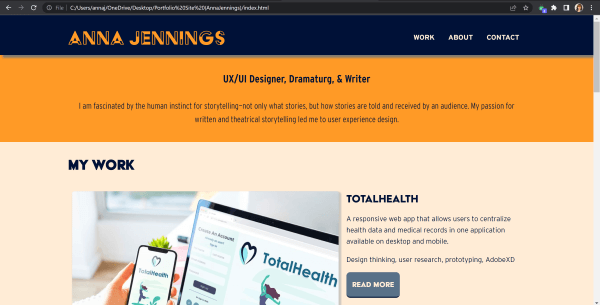 File | C:/Users/annaj/OneDrive/Desktop/Portfolio%20Site%20(AnnaJennings)/index.html
ANNA JENNINGS
WORK ABOUT CONTACT
UX/UI Designer, Dramaturg, & Writer
I am fascinated by the human instinct for storytelling–not only what stories, but how stories are told and received by an audience. My passion for
written and theatrical storytelling led me to user experience design.
MY WORK
TotalHealth
Create An Account
TotalHealth
TOTALHEALTH
A responsive web app that allows users to centralize
health data and medical records in one application
available on desktop and mobile.
Design thinking, user research, prototyping, AdobeXD
READ MORE